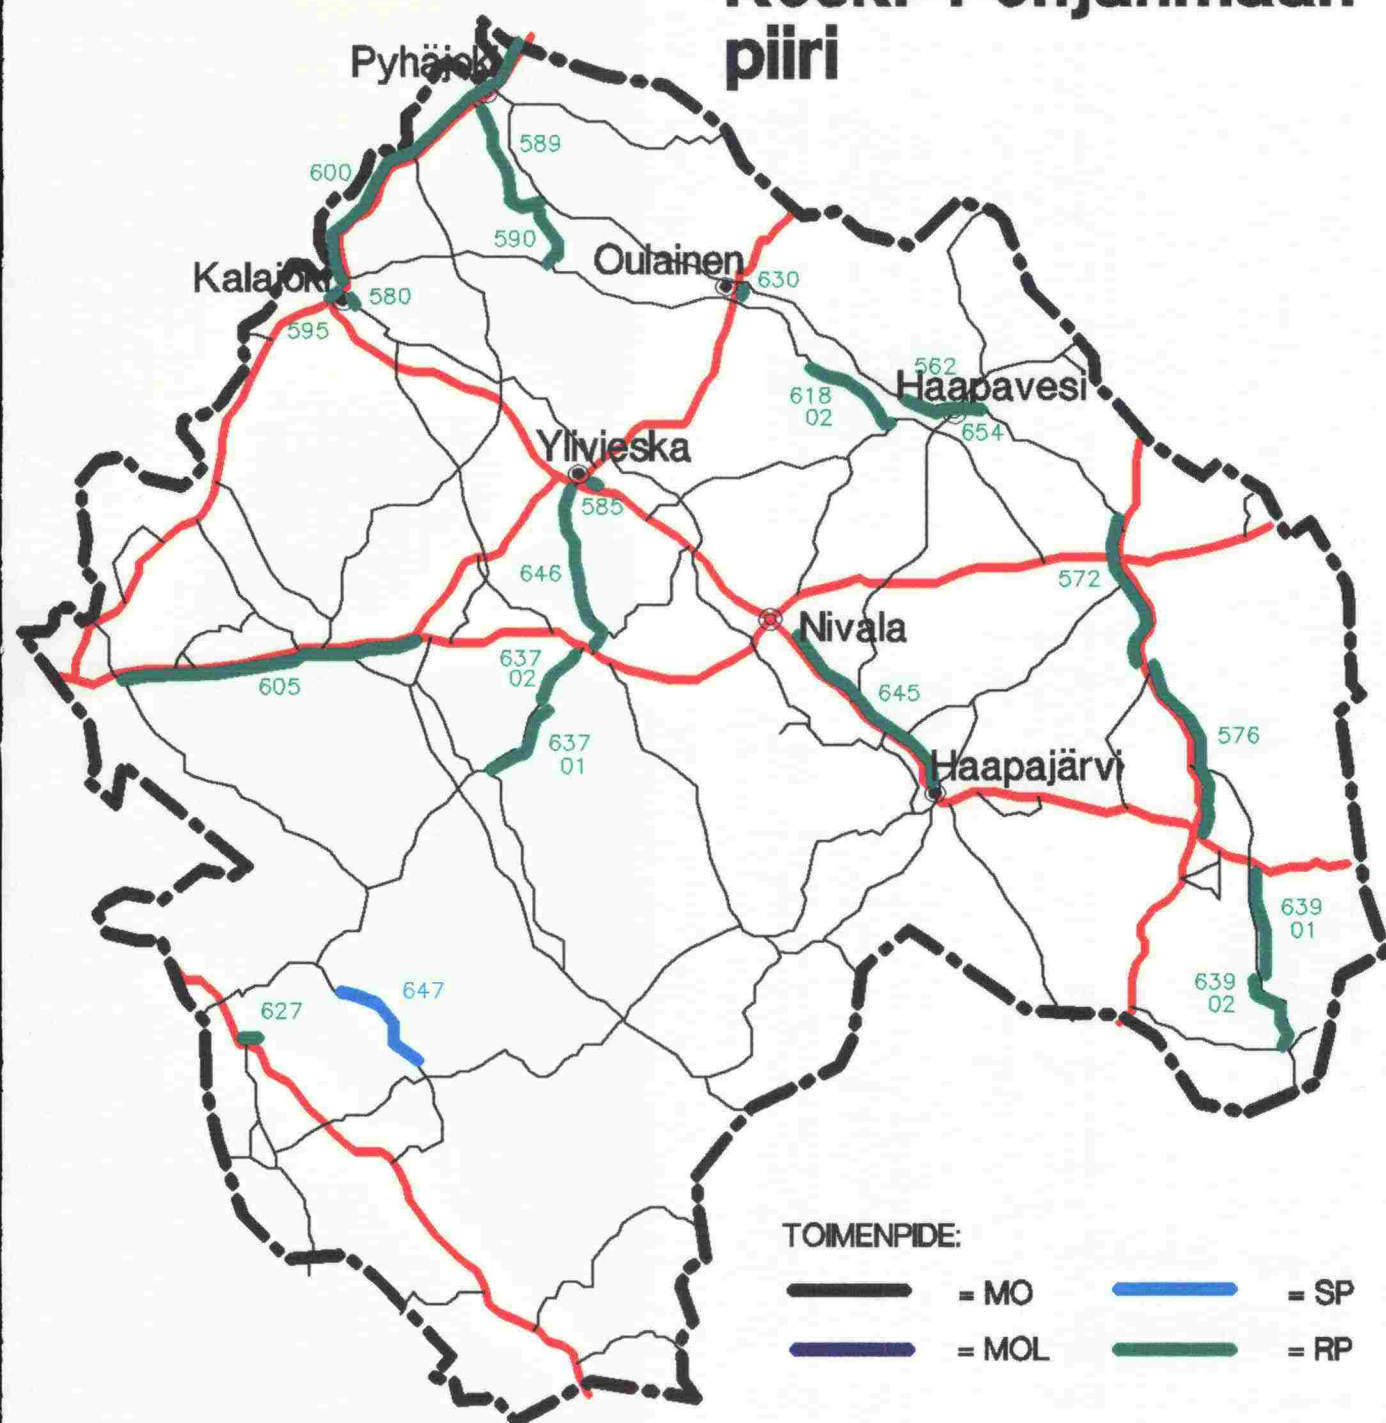 Keski-Pohjanmaan
piiri
Pyhäjoki
589
600
590
Oulainen
Kalajoki
580
630
595
562
Haapavesi
618
02
654
Ylivieska
585
572
646
Nivala
637
02
605
645
576
637
01
Haapajärvi
639
01
647
639
02
627
TOIMENPIDE:
= MO
= SP
= MOL
= RP